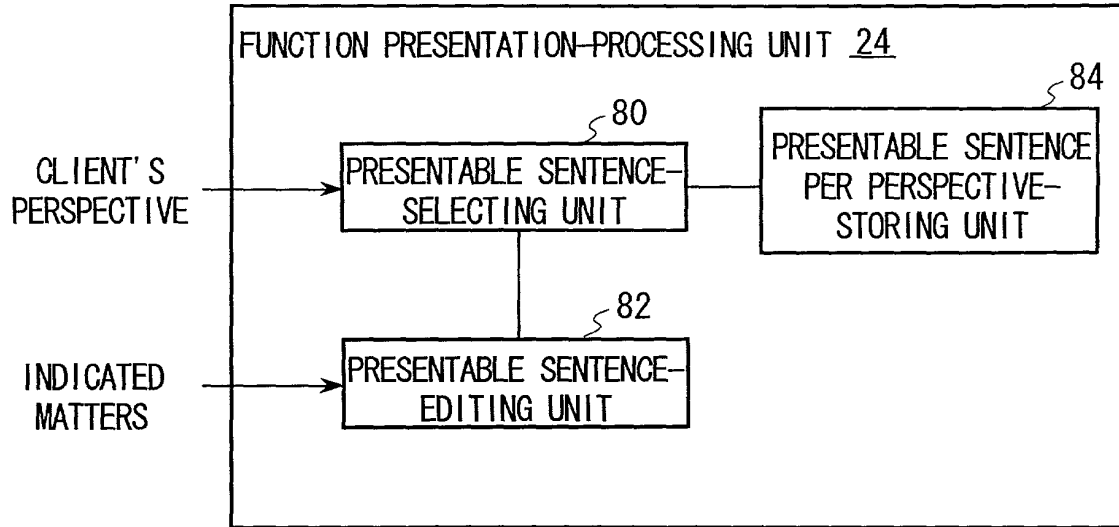 FUNCTION PRESENTATION-PROCESSING UNIT 24
84
80
CLIENT'S
PERSPECTIVE
PRESENTABLE SENTENCE-
SELECTING UNIT
PRESENTABLE SENTENCE
PER PERSPECTIVE-
STORING UNIT
82
INDICATED
MATTERS
PRESENTABLE SENTENCE-
EDITING UNIT